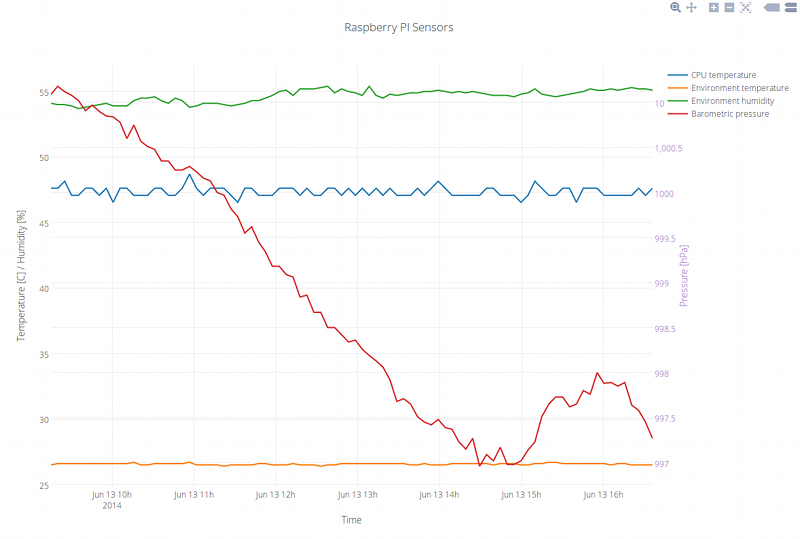 Raspberry PI Sensors
CPU temperature
Environment temperature
Environment humidity
Barometric pressure
55
50
45
40
35
30
25
Temperature [C] / Humidity [%]
10
1,000.5
1000
999.5
999
998.5
998
997.5
997
Pressure [hPa]
Jun 13 10h
2014
Jun 13 11h
Jun 13 12h
Jun 13 13h
Jun 13 14h
Jun 13 15h
Jun 13 16h
Time